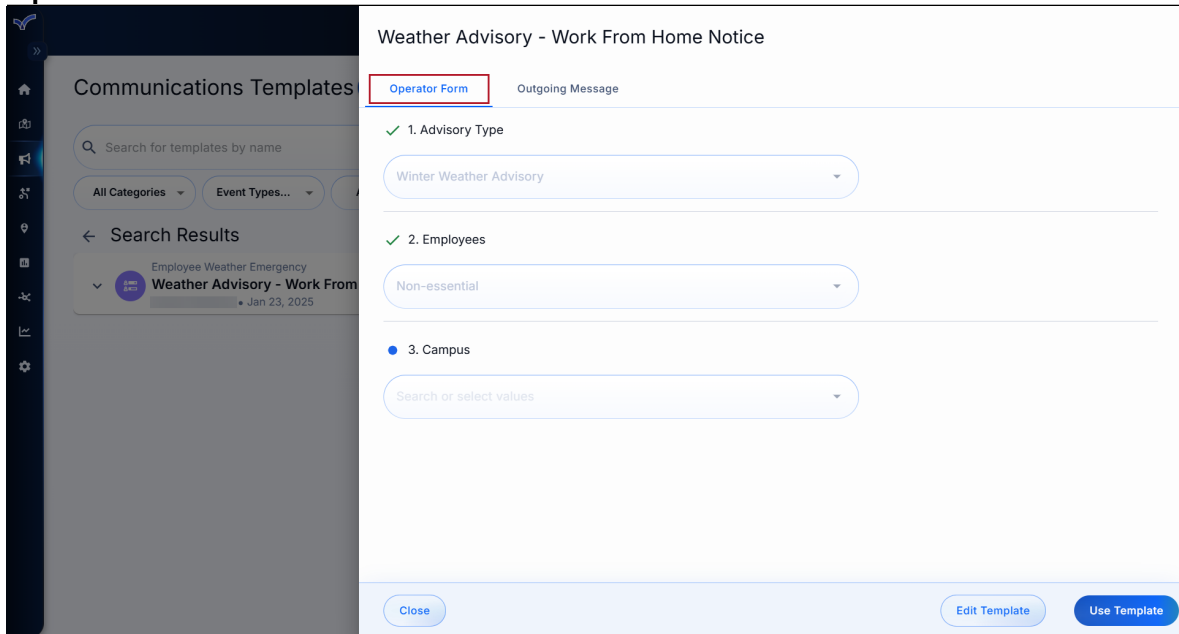 Weather Advisory - Work From Home Notice
Communications Templates
Operator Form
Outgoing Message
1. Advisory Type
Search for templates by name
Winter Weather Advisory
All Categories
Event Types...
Search Results
2. Employees
Employee Weather Emergency
Weather Advisory - Work From
Jan 23, 2025
Non-essential
3. Campus
Search or select values
Close
Edit Template
Use Template